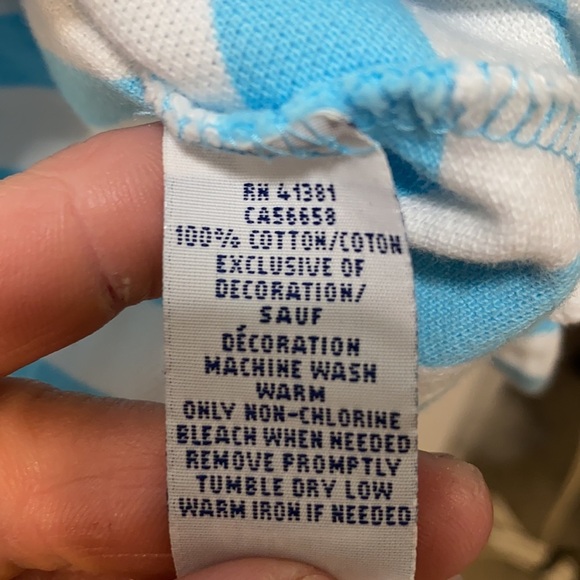 RN 41381
CA56658
100% COTTON/COTON
EXCLUSIVE OF
DECORATION/
SAUF
DÉCORATION
MACHINE WASH
WARM
ONLY NON-CHLORINE
BLEACH WHEN NEEDED
REMOVE PROMPTLY
TUMBLE DRY LOW
WARM IRON IF NEEDED